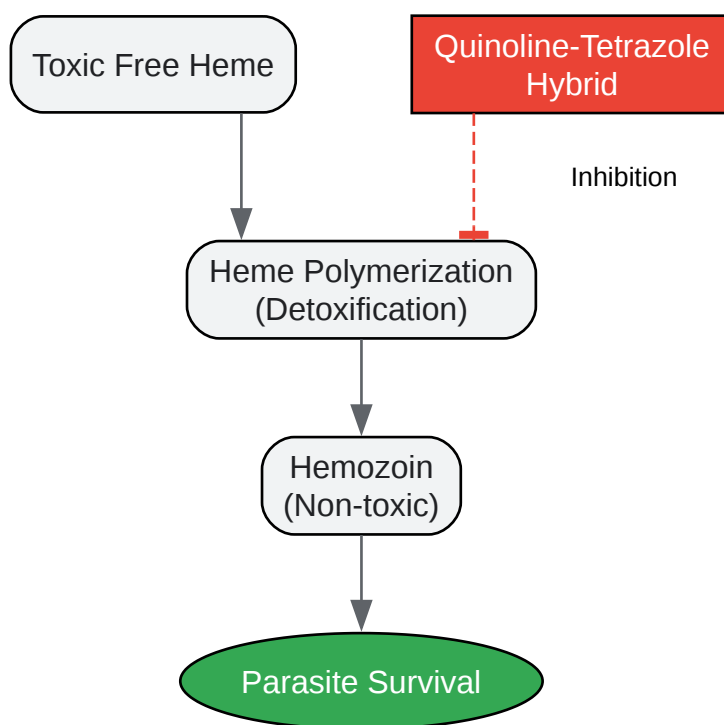 Toxic Free Heme
Quinoline-Tetrazole
Hybrid
Inhibition
Heme Polymerization
(Detoxification)
Hemozoin
(Non-toxic)
Parasite Survival